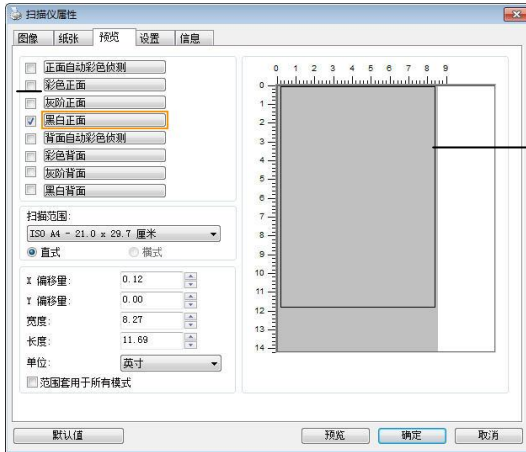 扫描仪属性
图像 纸张 预览 设置 信息
正面自动彩色侦测
彩色正面
灰阶正面
黑白正面
背面自动彩色侦测
彩色背面
灰阶背面
黑白背面
扫描范围:
ISO A4 - 21.0 x 29.7 厘米
直式 横式
X 偏移量: 0.12
Y 偏移量: 0.00
宽度: 8.27
长度: 11.69
单位: 英寸
范围套用于所有模式
0 1 2 3 4 5 6 7 8 9
0
1
2
3
4
5
6
7
8
9
10
11
12
13
14
默认值 预览 确定 取消